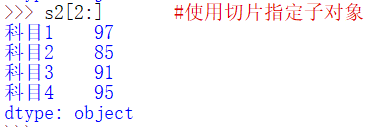 >>> s2[2:] #使用切片指定子对象
科目1 97
科目2 85
科目3 91
科目4 95
dtype: object